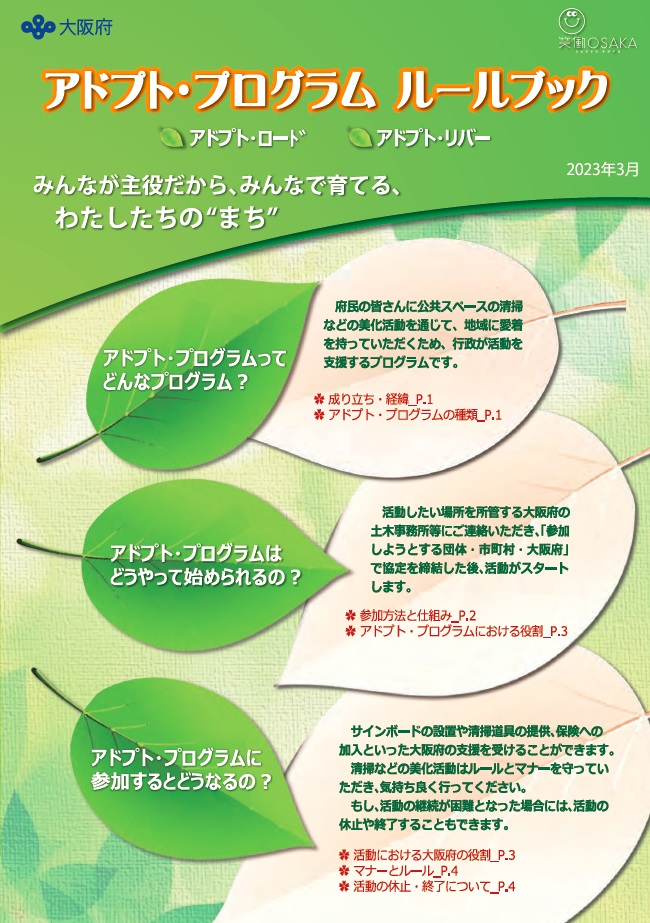 大阪府
笑働OSAKA
アドプト・プログラム ルールブック
アドプト・ロード アドプト・リバー
2023年3月
みんなが主役だから、みんなで育てる、
わたしたちの“まち”
アドプト・プログラムって
どんなプログラム？
府民の皆さんに公共スペースの清掃
などの美化活動を通じて、地域に愛着
を持っていただくため、行政が活動を
支援するプログラムです。
成り立ち・経緯_P.1
アドプト・プログラムの種類_P.1
アドプト・プログラムは
どうやって始められるの？
活動したい場所を所管する大阪府の
土木事務所等にご連絡いただき、「参加
しようとする団体・市町村・大阪府」
で協定を締結した後、活動がスタート
します。
参加方法と仕組み_P.2
アドプト・プログラムにおける役割_P.3
アドプト・プログラムに
参加するとどうなるの？
サインボードの設置や清掃道具の提供、保険への
加入といった大阪府の支援を受けることができます。
清掃などの美化活動はルールとマナーを守ってい
ただき、気持ち良く行ってください。
もし、活動の継続が困難となった場合には、活動の
休止や終了することもできます。
活動における大阪府の役割_P.3
マナーとルール_P.4
活動の休止・終了について_P.4